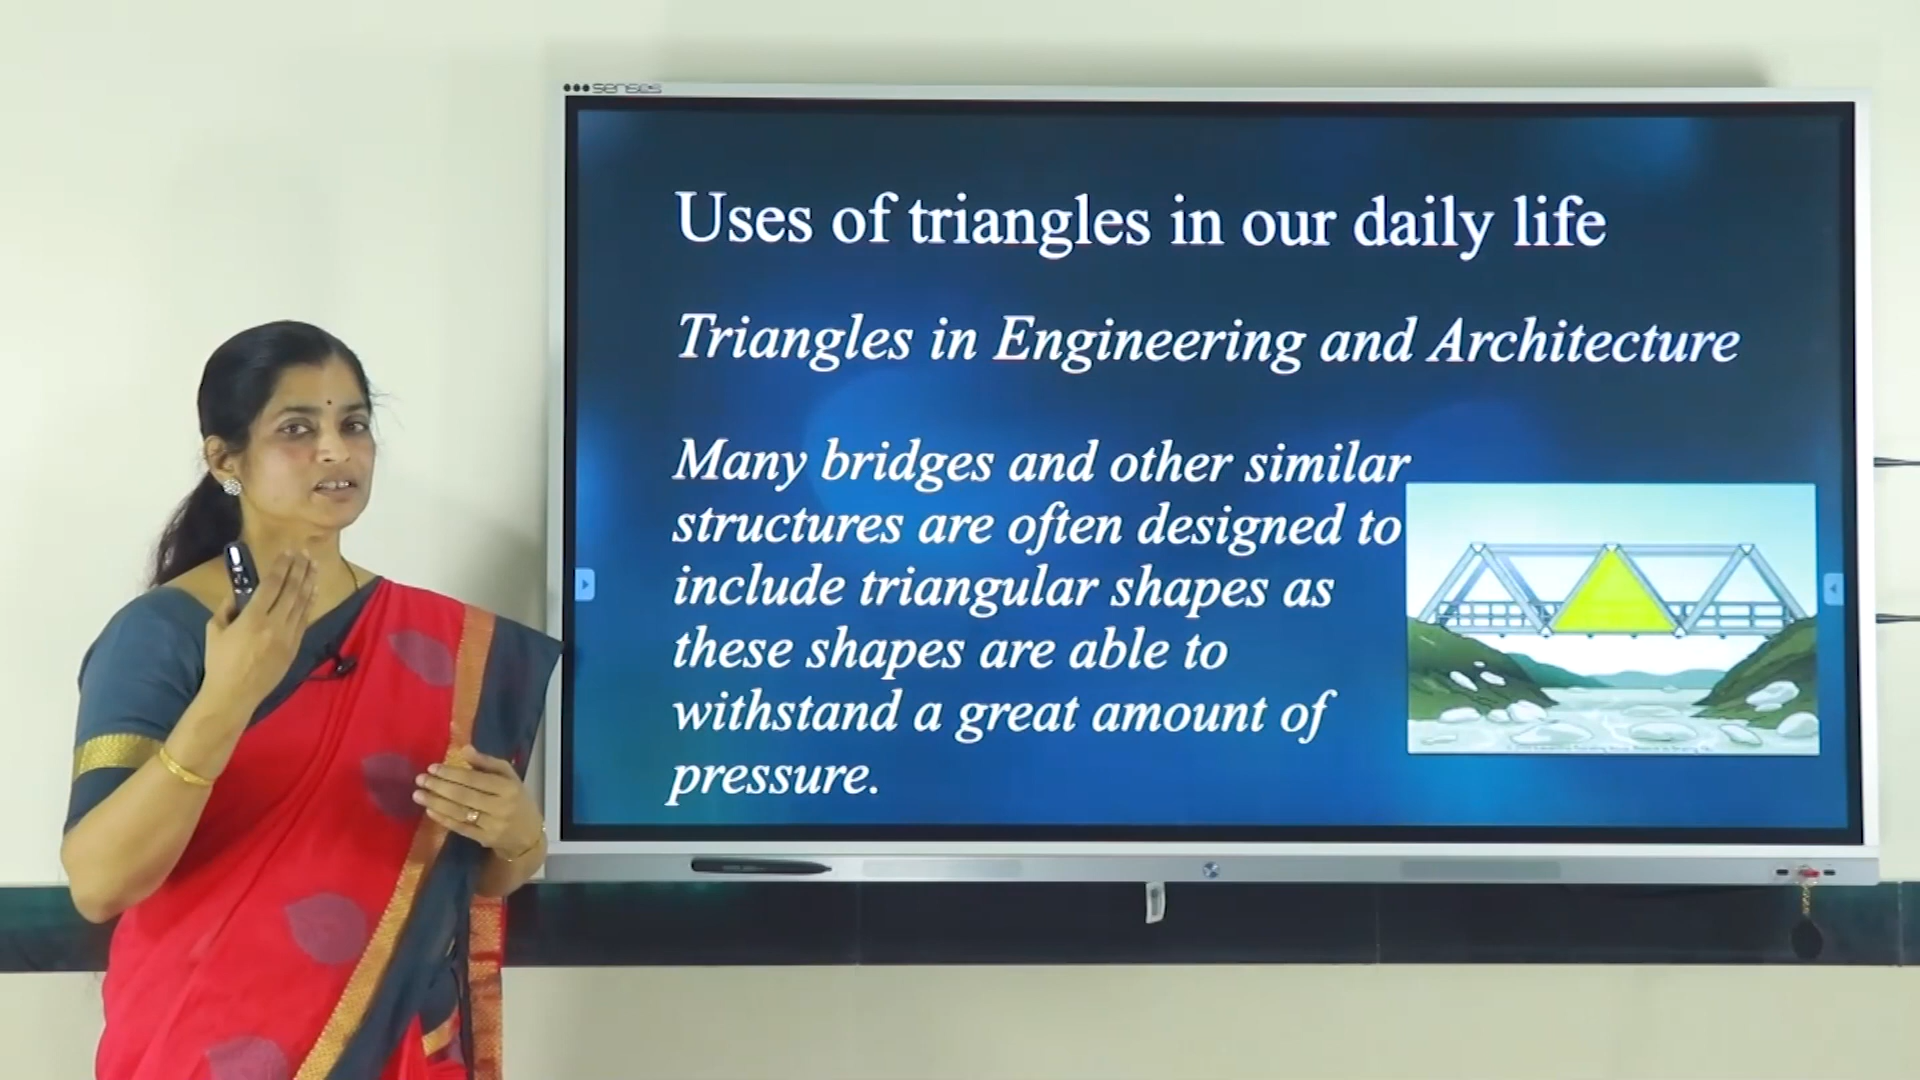 senses
Uses of triangles in our daily life
Triangles in Engineering and Architecture
Many bridges and other similar
structures are often designed to
include triangular shapes as
these shapes are able to
withstand a great amount of
pressure.